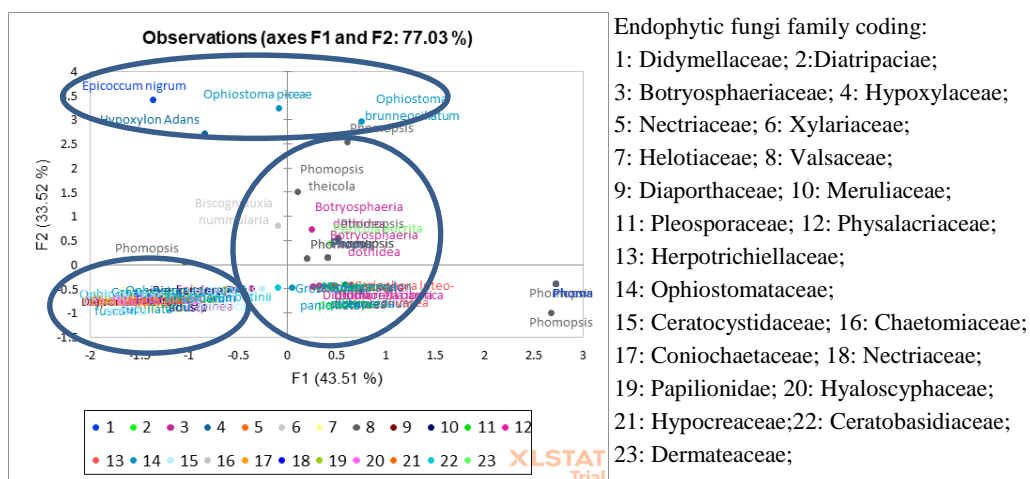 Observations (axes F1 and F2: 77.03 %)
Epicoccum nigrum
Ophiostoma piceae
Ophiostoma
brunneociliatum
Hypoxylon Adans
Phomopsis
Phomopsis
theicola
Biscogniauxia
nummularia
Botryosphaeria
Botryosphaeria
dothidea
Phomopsis
Phomopsis
Phomopsis
F2 (33.52 %)
4
3
2.5
2
1.5
1
0.5
0
-0.5
-1
-1.5
-2 -1.5 -1 -0.5 0 0.5 1 1.5 2 2.5 3
F1 (43.51 %)
1 2 3 4 5 6 7 8 9 10 11 12
13 14 15 16 17 18 19 20 21 22 23
XLSTAT
Trial
Endophytic fungi family coding:
1: Didymellaceae; 2:Diatripaciae;
3: Botryosphaeriaceae; 4: Hypoxylaceae;
5: Nectriaceae; 6: Xylariaceae;
7: Helotiaceae; 8: Valsaceae;
9: Diaporthaceae; 10: Meruliaceae;
11: Pleosporaceae; 12: Physalacriaceae;
13: Herpotrichiellaceae;
14: Ophiostomataceae;
15: Ceratocystidaceae; 16: Chaetomiaceae;
17: Coniochaetaceae; 18: Nectriaceae;
19: Papilionidae; 20: Hyaloscyphaceae;
21: Hypocreaceae;22: Ceratobasidiaceae;
23: Dermateaceae;